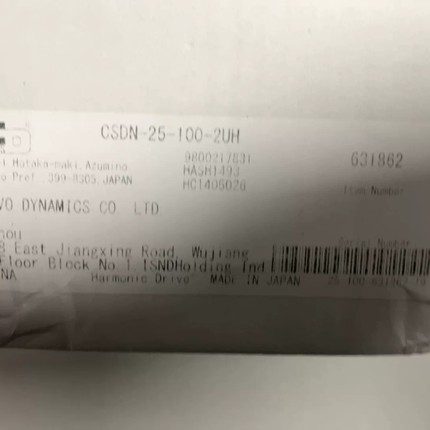 CSDN-25-100-2UH
Hotaka-maki, Azumino
Pref. 399-8305, JAPAN
9800217831
HASH1493
HC1405026
631862
Item Number
VO DYNAMICS CO. LTD
East Jiangxing Road, Wujiang
Floor Block No.1, ISNDHolding Ind
NA
Harmonic Drive
MADE IN JAPAN
Serial Number